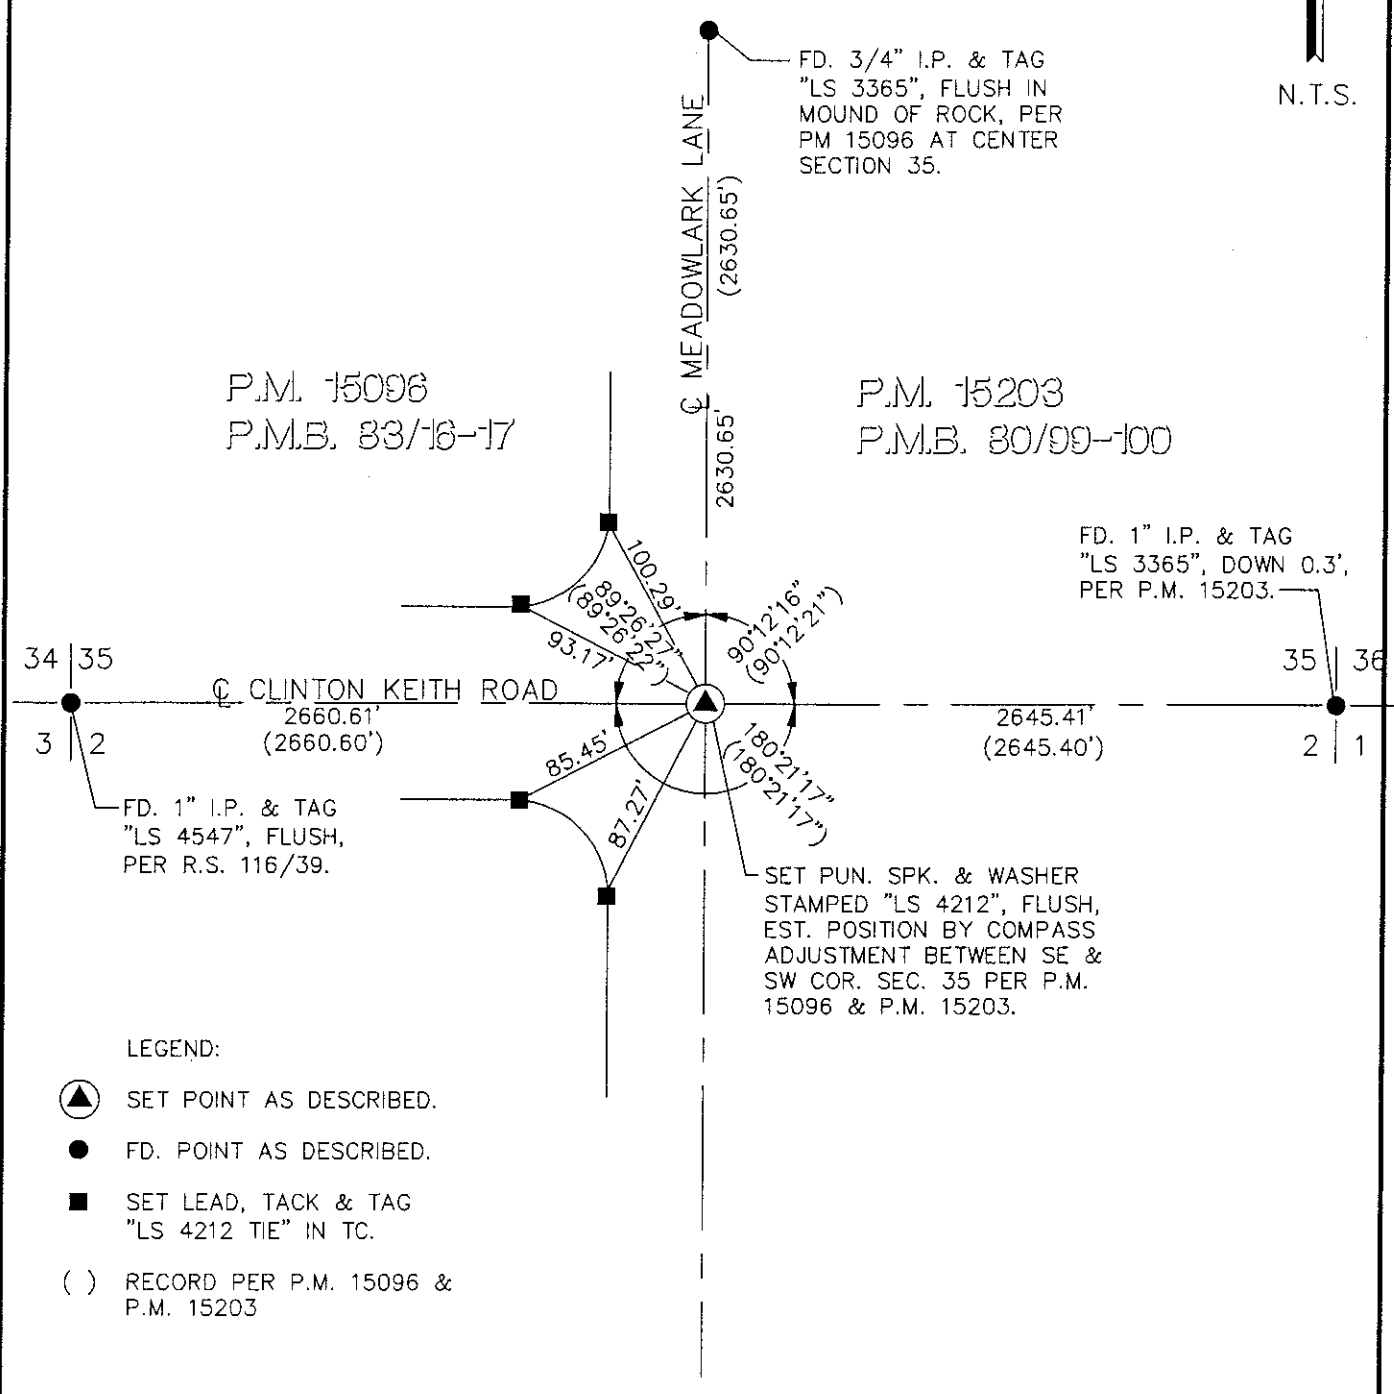 FD. 3/4" I.P. & TAG
"LS 3365", FLUSH IN
MOUND OF ROCK, PER
PM 15096 AT CENTER
SECTION 35.
N.T.S.
℄ MEADOWLARK LANE
(2630.65')
2630.65'
P.M. 15096
P.M.B. 83/16-17
P.M. 15203
P.M.B. 80/99-100
FD. 1" I.P. & TAG
"LS 3365", DOWN 0.3',
PER P.M. 15203.
100.29'
89°26'27"
(89°26'22")
93.17'
90°12'16"
(90°12'21")
34 35
3 2
℄ CLINTON KEITH ROAD
2660.61'
(2660.60')
35 36
2 1
2645.41'
(2645.40')
85.45'
87.27'
180°21'17"
(180°21'17")
FD. 1" I.P. & TAG
"LS 4547", FLUSH,
PER R.S. 116/39.
SET PUN. SPK. & WASHER
STAMPED "LS 4212", FLUSH,
EST. POSITION BY COMPASS
ADJUSTMENT BETWEEN SE &
SW COR. SEC. 35 PER P.M.
15096 & P.M. 15203.
LEGEND:
SET POINT AS DESCRIBED.
FD. POINT AS DESCRIBED.
SET LEAD, TACK & TAG
"LS 4212 TIE" IN TC.
( ) RECORD PER P.M. 15096 &
P.M. 15203